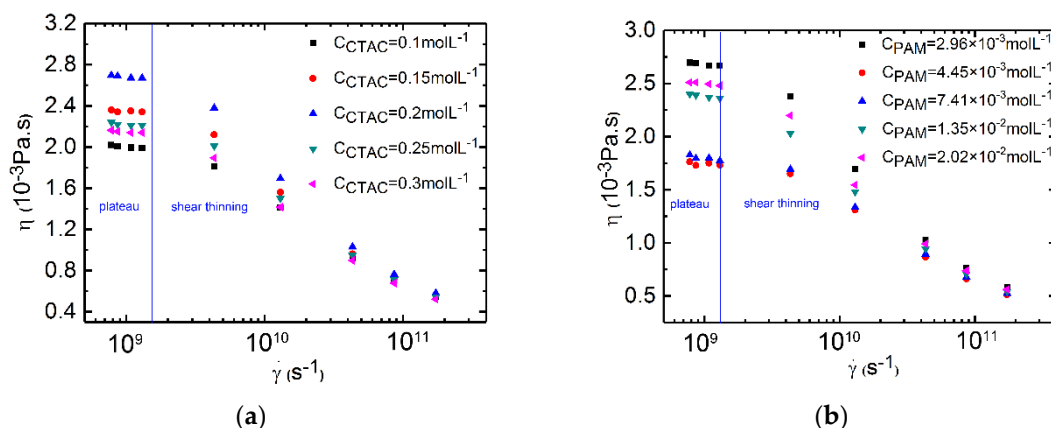 3.2
2.8
2.4
2.0
1.6
1.2
0.8
0.4
η (10⁻³Pa.s)
C_CTAC=0.1molL⁻¹
C_CTAC=0.15molL⁻¹
C_CTAC=0.2molL⁻¹
C_CTAC=0.25molL⁻¹
C_CTAC=0.3molL⁻¹
plateau
shear thinning
10⁹
10¹⁰
10¹¹
γ̇ (s⁻¹)
(a)
3.0
2.5
2.0
1.5
1.0
0.5
η (10⁻³Pa.s)
C_PAM=2.96×10⁻³molL⁻¹
C_PAM=4.45×10⁻³molL⁻¹
C_PAM=7.41×10⁻³molL⁻¹
C_PAM=1.35×10⁻²molL⁻¹
C_PAM=2.02×10⁻²molL⁻¹
plateau
shear thinning
10⁹
10¹⁰
10¹¹
γ̇ (s⁻¹)
(b)